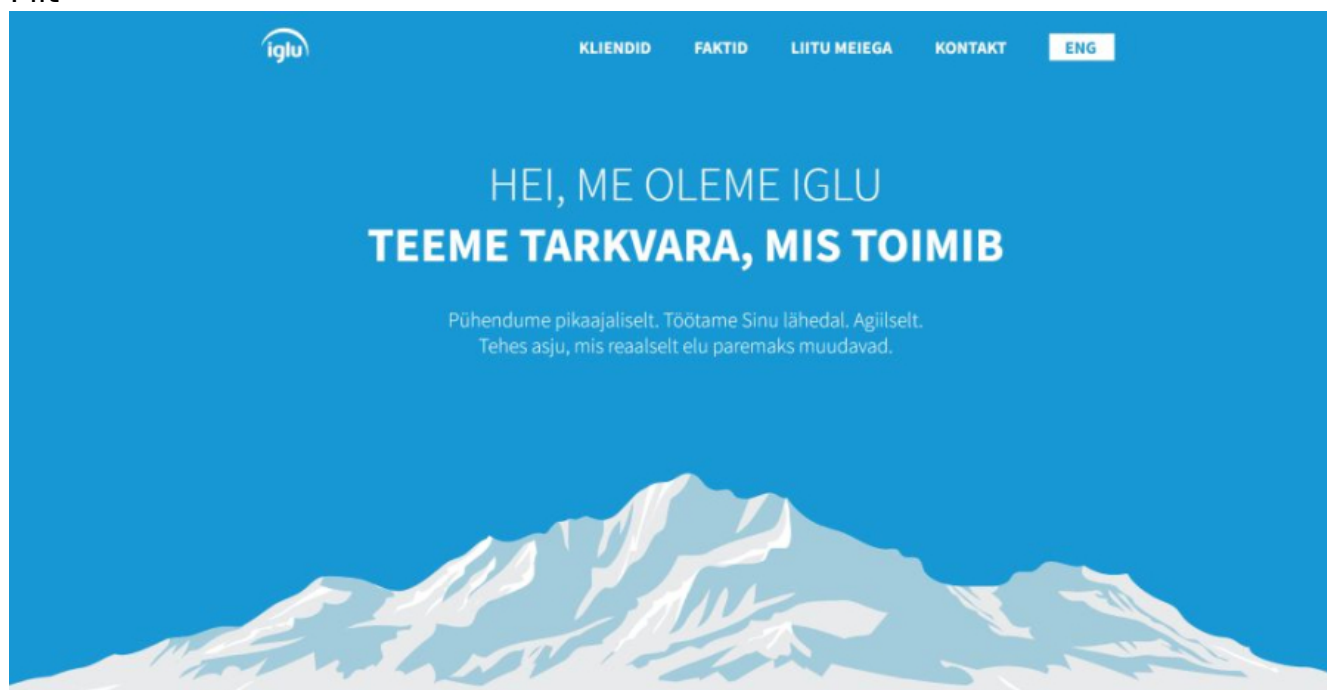 iglu
KLIENDID FAKTID LIITU MEIEGA KONTAKT ENG
HEI, ME OLEME IGLU
TEEME TARKVARA, MIS TOIMIB
Pühendume pikaajaliselt. Töötame Sinu lähedal. Agiilselt.
Tehes asju, mis reaalselt elu paremaks muudavad.